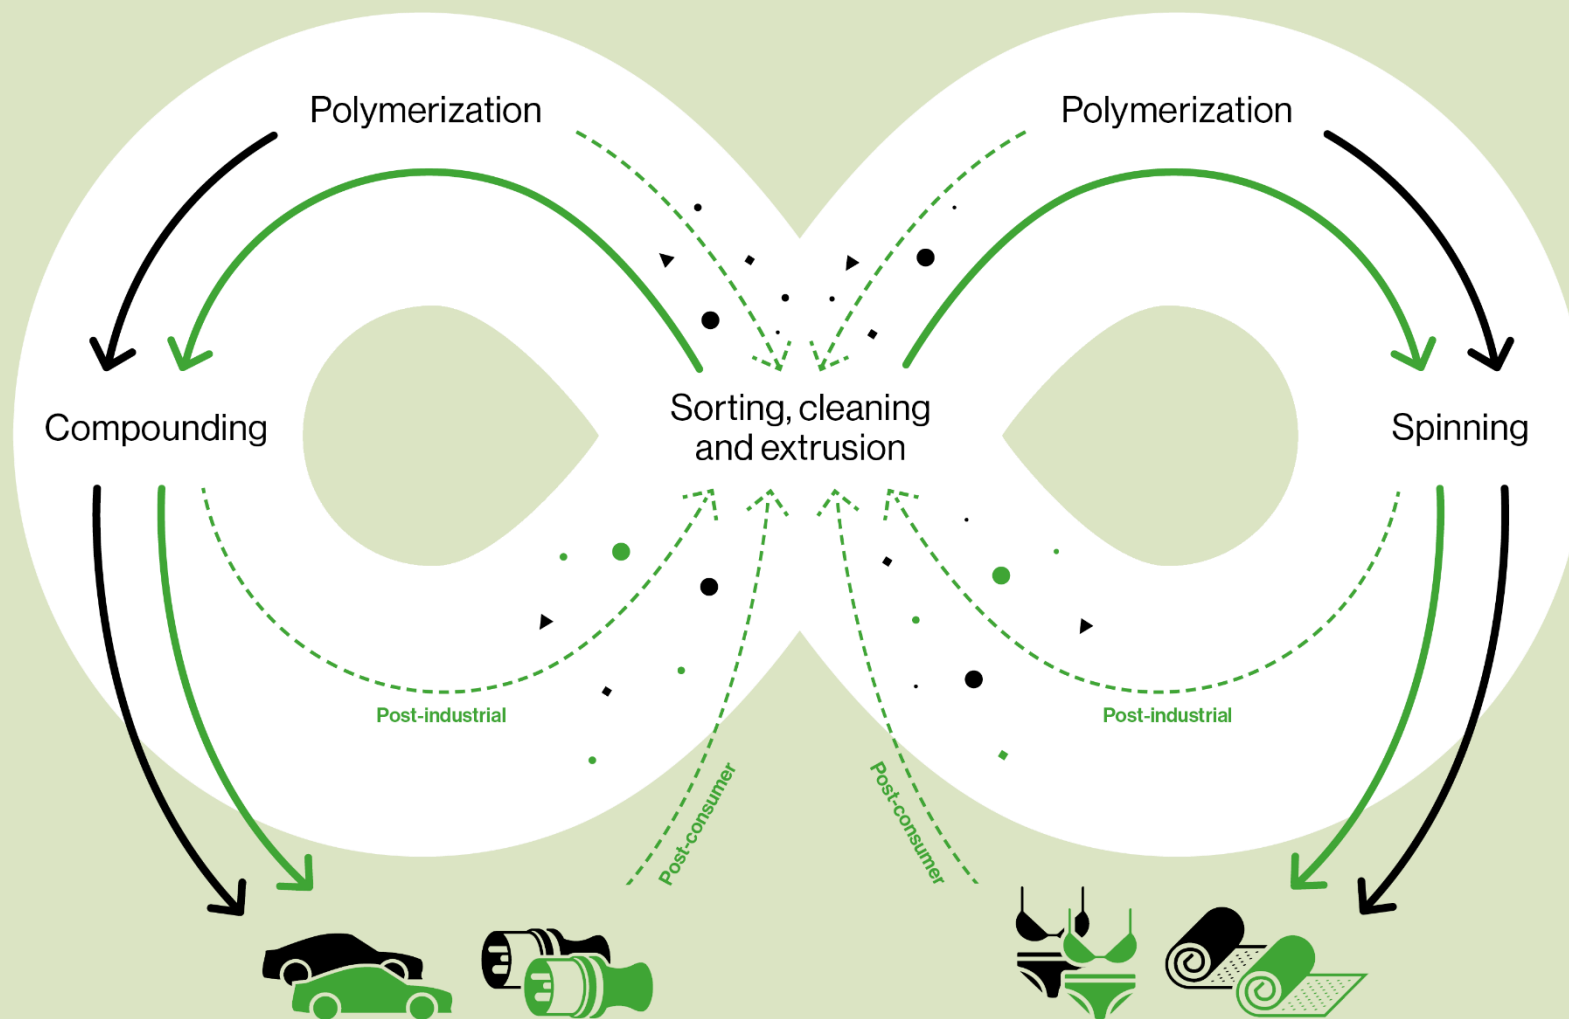 Polymerization
Polymerization
Compounding
Sorting, cleaning
and extrusion
Spinning
Post-industrial
Post-industrial
Post-consumer
Post-consumer